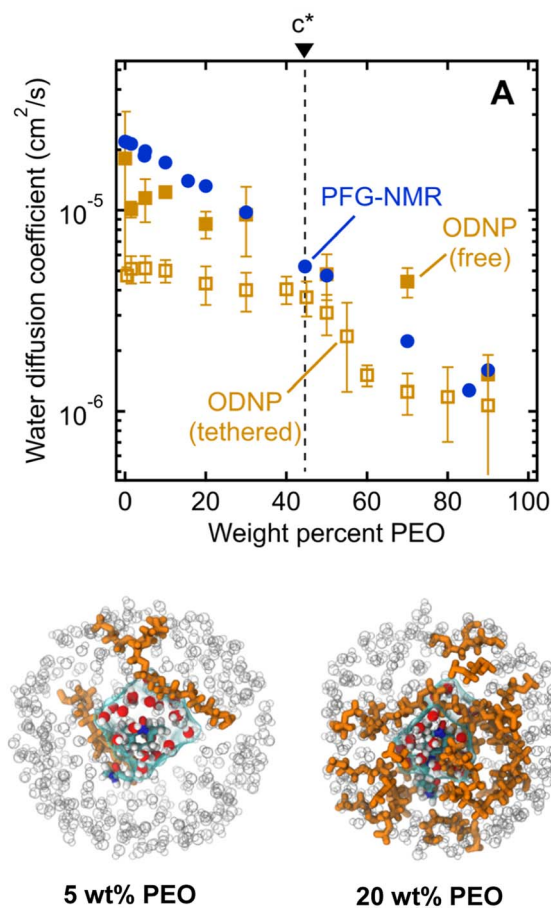 c*
A
Water diffusion coefficient (cm²/s)
10⁻⁵
10⁻⁶
PFG-NMR
ODNP
(free)
ODNP
(tethered)
0 20 40 60 80 100
Weight percent PEO
5 wt% PEO 20 wt% PEO